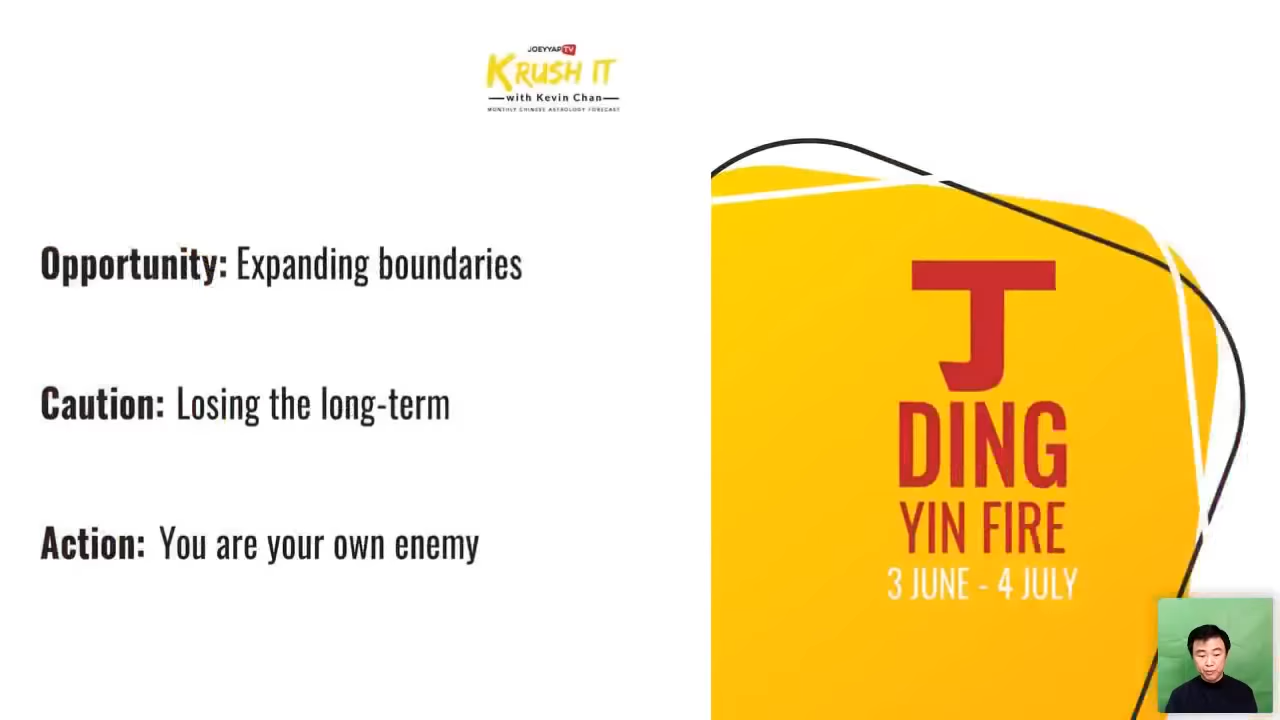 JOEYYAP TV
KRUSH IT
with Kevin Chan
MONTHLY CHINESE ASTROLOGY FORECAST
Opportunity: Expanding boundaries
Caution: Losing the long-term
Action: You are your own enemy
丁
DING
YIN FIRE
3 JUNE - 4 JULY